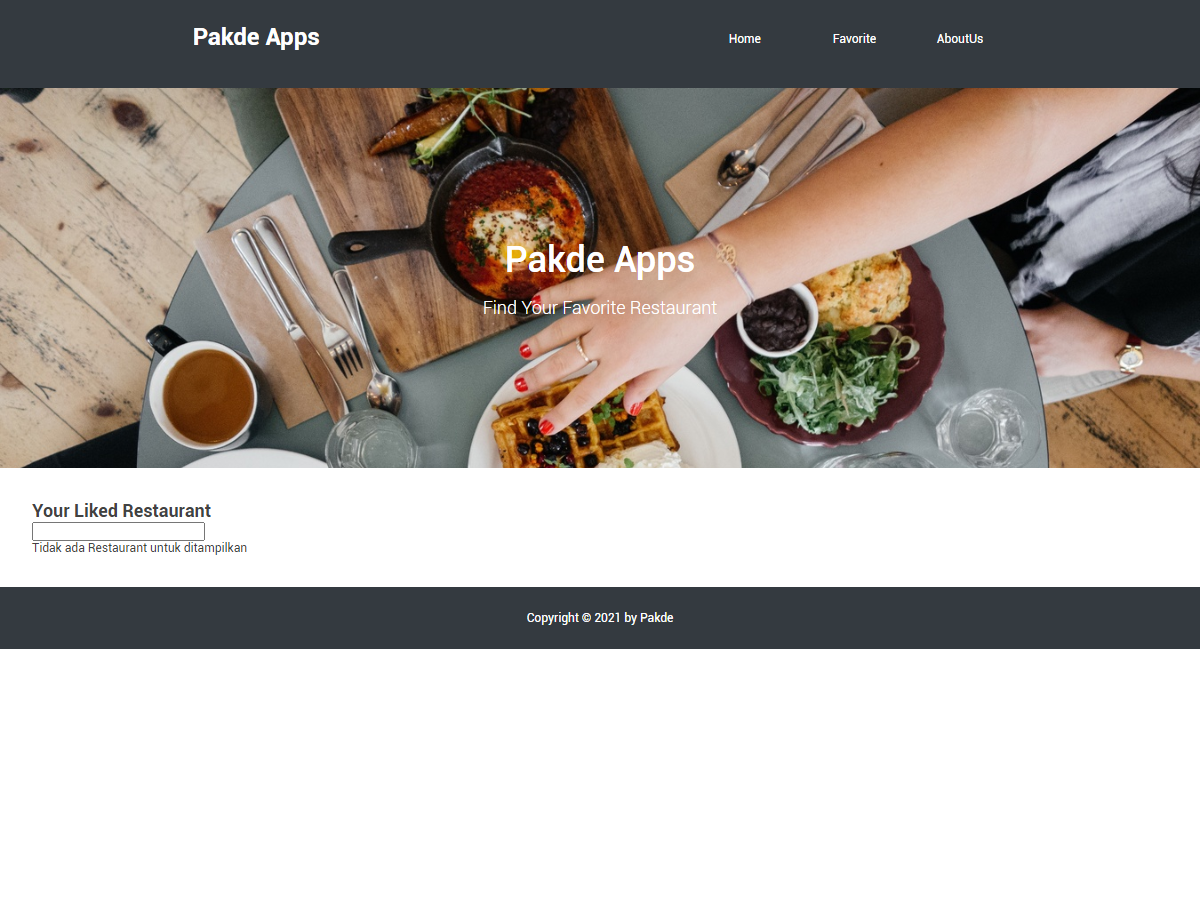 Pakde Apps
Home
Favorite
AboutUs
Pakde Apps
Find Your Favorite Restaurant
Your Liked Restaurant
Tidak ada Restaurant untuk ditampilkan
Copyright © 2021 by Pakde